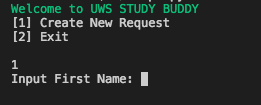 Welcome to UWS STUDY BUDDY
[1] Create New Request
[2] Exit
1
Input First Name: